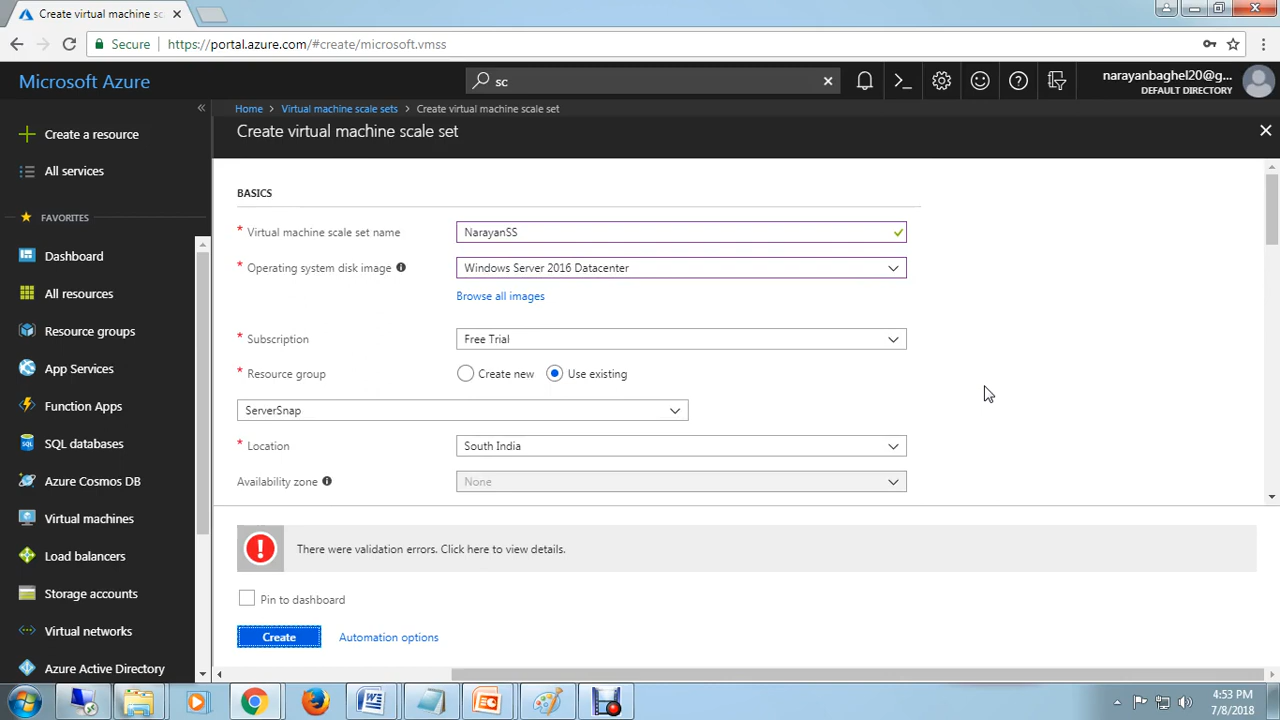 Create virtual machine sc
Secure https://portal.azure.com/#create/microsoft.vmss
Microsoft Azure
sc
narayanbaghel20@g...
DEFAULT DIRECTORY
Home
Virtual machine scale sets
Create virtual machine scale set
Create virtual machine scale set
Create a resource
All services
FAVORITES
Dashboard
All resources
Resource groups
App Services
Function Apps
SQL databases
Azure Cosmos DB
Virtual machines
Load balancers
Storage accounts
Virtual networks
Azure Active Directory
BASICS
* Virtual machine scale set name NarayanSS
* Operating system disk image Windows Server 2016 Datacenter
Browse all images
* Subscription Free Trial
* Resource group Create new Use existing
ServerSnap
* Location South India
Availability zone None
There were validation errors. Click here to view details.
Pin to dashboard
Create Automation options
4:53 PM
7/8/2018